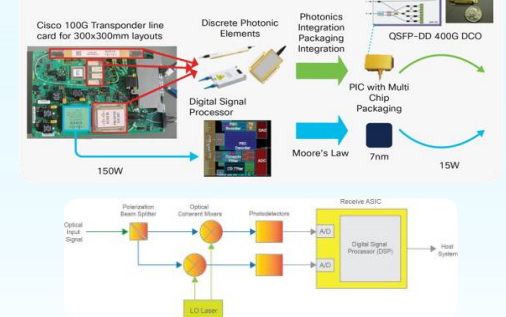 Cisco 100G Transponder line
card for 300x300mm layouts
Discrete Photonic
Elements
Photonics
Integration
Packaging
Integration
QSFP-DD 400G DCO
PIC with Multi
Chip
Packaging
Digital Signal
Processor
Moore's Law
7nm
150W
15W
Receive ASIC
Polarization
Beam Splitter
Optical
Coherent Mixers
Photodetectors
Optical
Input
Signal
A/D
Digital Signal
Processor (DSP)
Host
System
A/D
LO Laser